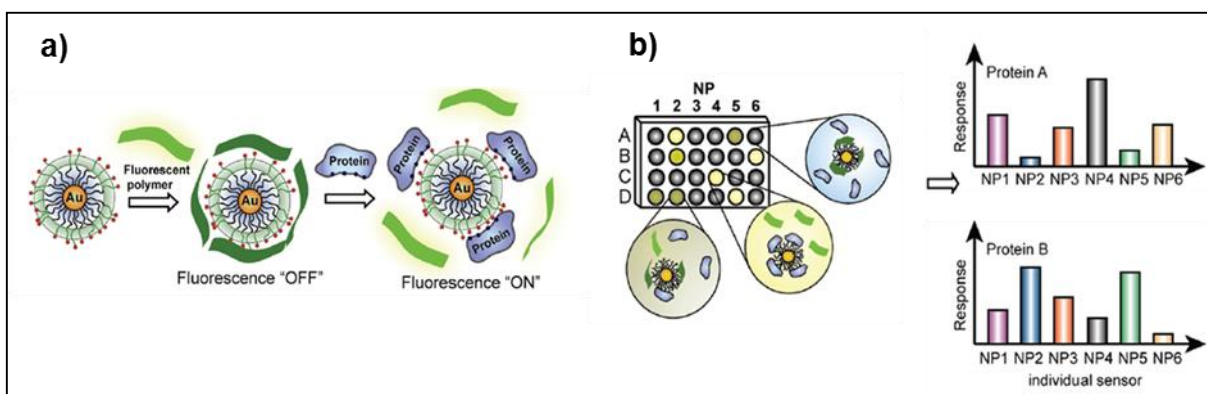 a)
Fluorescent
polymer
Au
Au
Fluorescence "OFF"
Protein
Protein
Protein
Protein
Au
Fluorescence "ON"
b)
NP
1 2 3 4 5 6
A
B
C
D
Response
Protein A
NP1 NP2 NP3 NP4 NP5 NP6
Response
Protein B
NP1 NP2 NP3 NP4 NP5 NP6
individual sensor